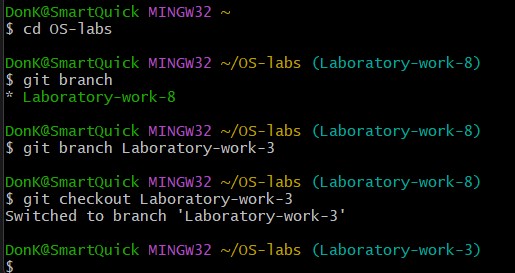 DonK@SmartQuick MINGW32 ~
$ cd OS-labs
DonK@SmartQuick MINGW32 ~/OS-labs (Laboratory-work-8)
$ git branch
* Laboratory-work-8
DonK@SmartQuick MINGW32 ~/OS-labs (Laboratory-work-8)
$ git branch Laboratory-work-3
DonK@SmartQuick MINGW32 ~/OS-labs (Laboratory-work-8)
$ git checkout Laboratory-work-3
Switched to branch 'Laboratory-work-3'
DonK@SmartQuick MINGW32 ~/OS-labs (Laboratory-work-3)
$